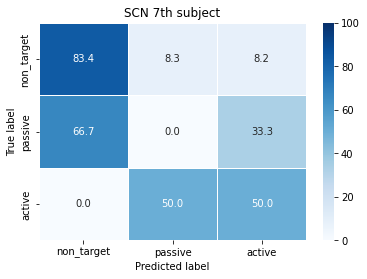 SCN 7th subject
True label
non_target
83.4 8.3 8.2
passive
66.7 0.0 33.3
active
0.0 50.0 50.0
non_target passive active
Predicted label
100
80
60
40
20
0